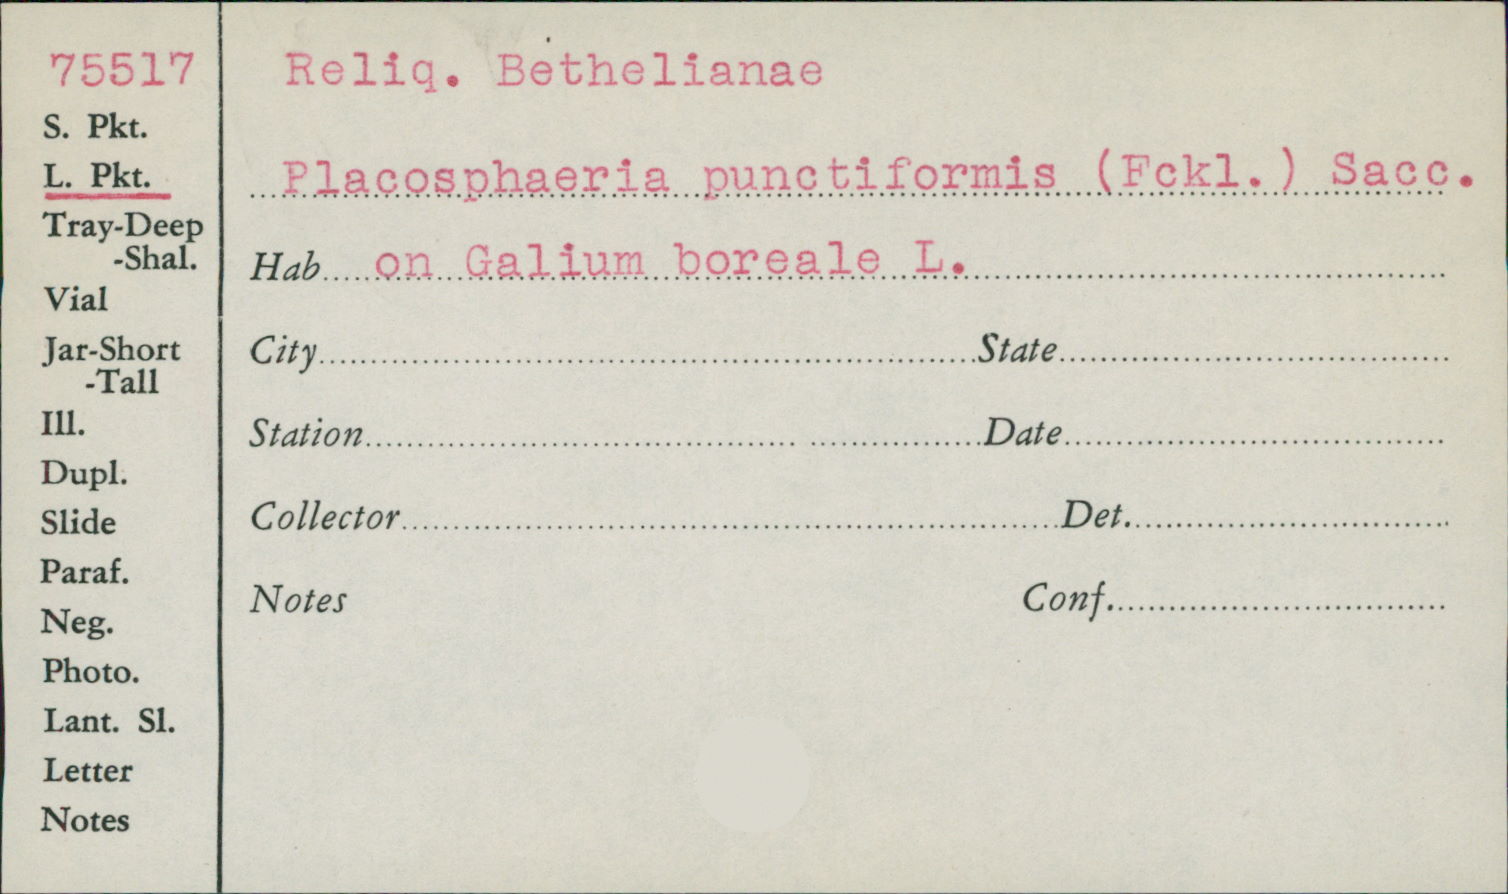 75517
Reliq. Bethelianae
S. Pkt.
L. Pkt.
Placosphaeria punctiformis (Fckl.) Sacc.
Tray-Deep
-Shal.
Hab on Galium boreale L.
Vial
Jar-Short
-Tall
City State
Ill.
Station Date
Dupl.
Slide
Collector Det.
Paraf.
Notes Conf.
Neg.
Photo.
Lant. Sl.
Letter
Notes